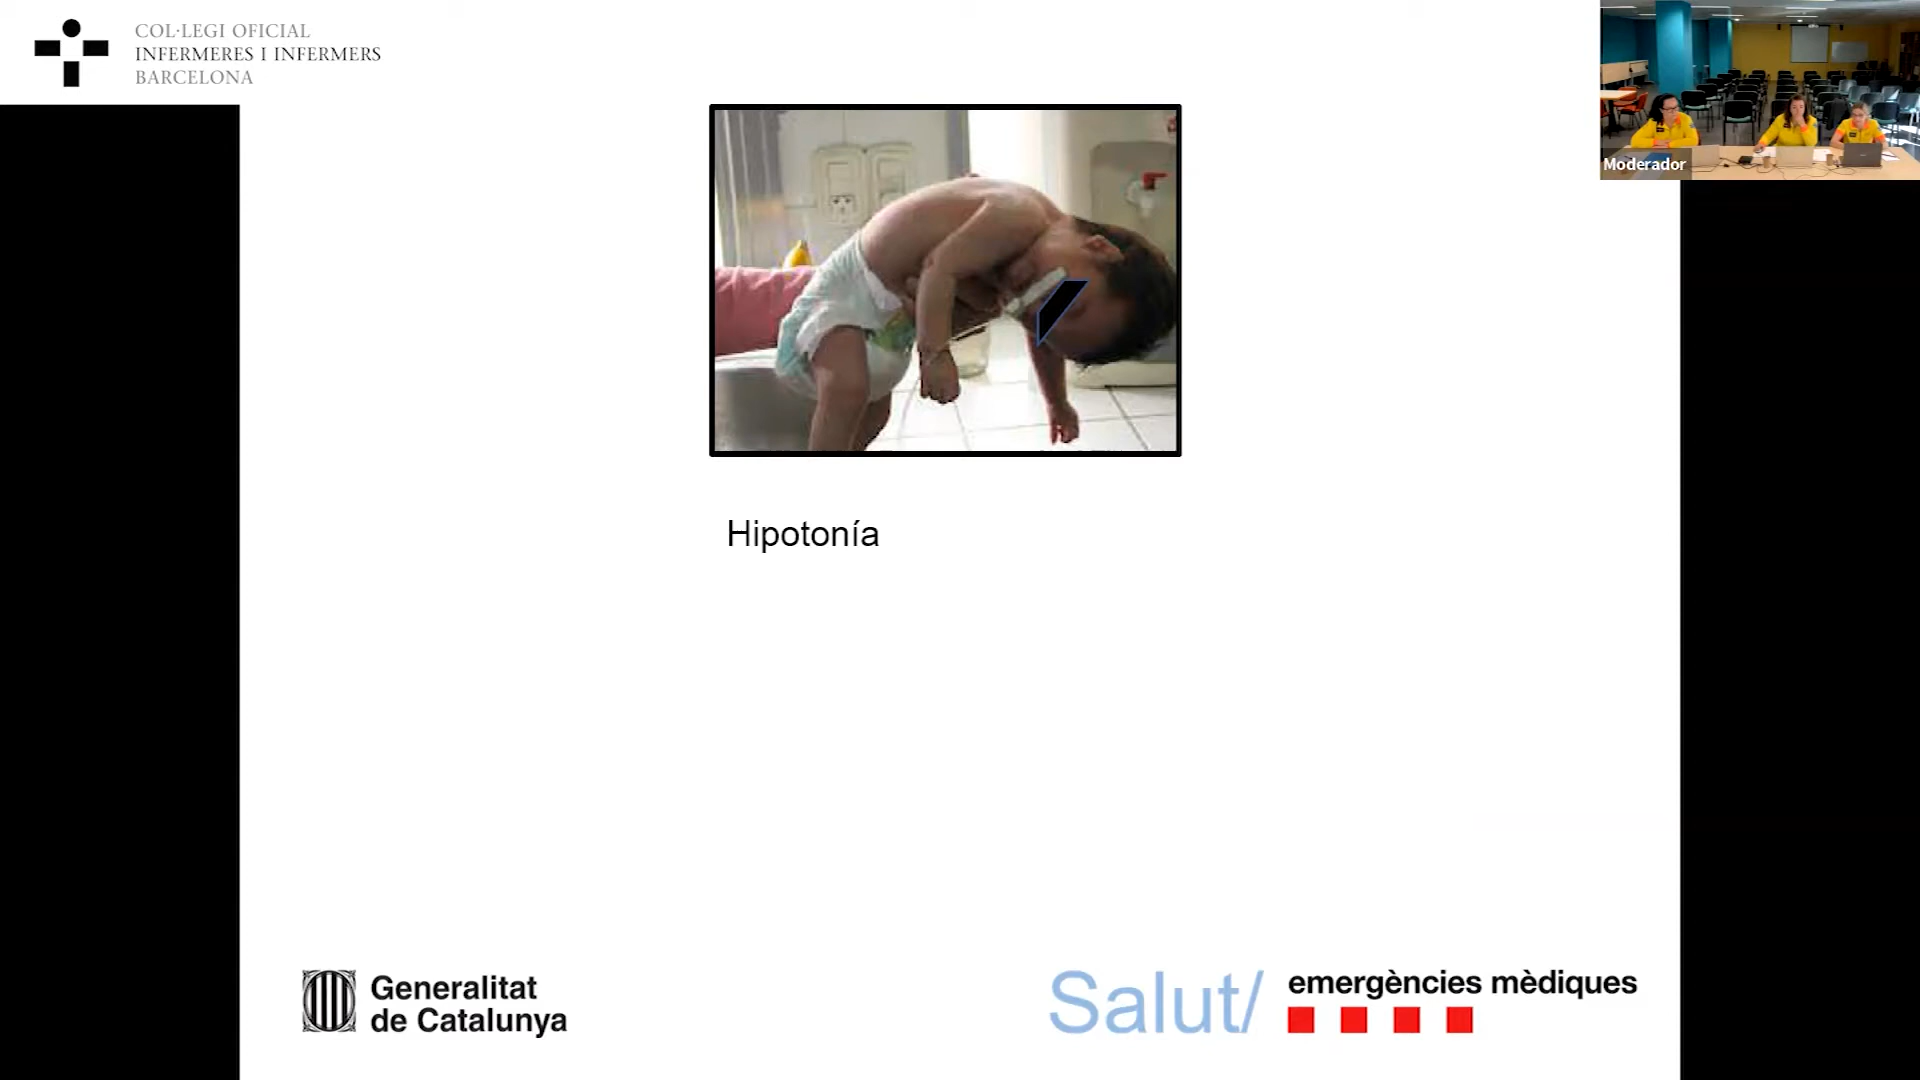 COL·LEGI OFICIAL
INFERMERES I INFERMERS
BARCELONA
Moderador
Hipotonía
Generalitat
de Catalunya
Salut/
emergències mèdiques